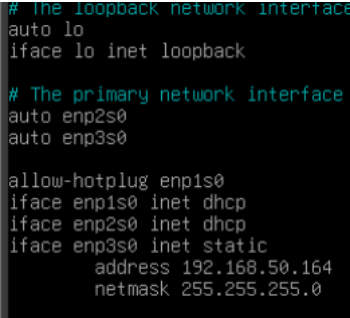 # The loopback network interface
auto lo
iface lo inet loopback
# The primary network interface
auto enp2s0
auto enp3s0
allow-hotplug enp1s0
iface enp1s0 inet dhcp
iface enp2s0 inet dhcp
iface enp3s0 inet static
address 192.168.50.164
netmask 255.255.255.0